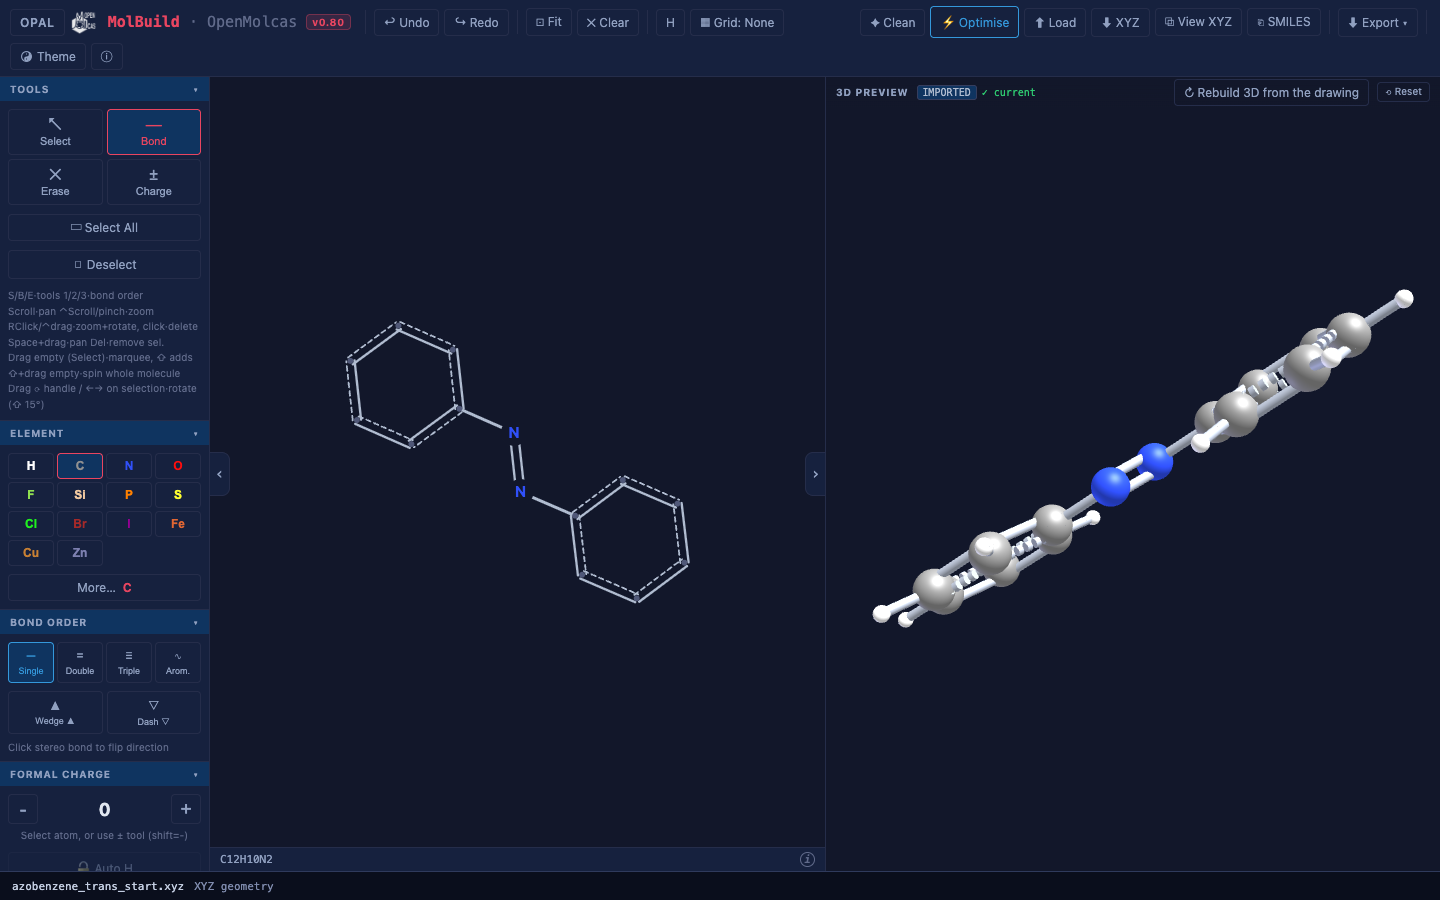 OPAL
OPEN
MOLCAS
MolBuild · OpenMolcas v0.80
↩ Undo
↪ Redo
⊡ Fit
✕ Clear
H
▦ Grid: None
✦ Clean
⚡ Optimise
⬆ Load
⬇ XYZ
⧉ View XYZ
SMILES
⬇ Export ▾
Theme
ⓘ
TOOLS
Select
Bond
Erase
± Charge
Select All
Deselect
S/B/E·tools 1/2/3·bond order
Scroll·pan ^Scroll/pinch·zoom
RClick/^drag·zoom+rotate, click·delete
Space+drag·pan Del·remove sel.
Drag empty (Select)·marquee, ⇧ adds
⇧+drag empty·spin whole molecule
Drag ⟳ handle / ←→ on selection·rotate
(⇧ 15°)
ELEMENT
H C N O
F Si P S
Cl Br I Fe
Cu Zn
More... C
BOND ORDER
Single
Double
Triple
Arom.
Wedge ▲
Dash ▽
Click stereo bond to flip direction
FORMAL CHARGE
- 0 +
Select atom, or use ± tool (shift=-)
Auto H
N
N
C12H10N2
3D PREVIEW IMPORTED ✓ current
↻ Rebuild 3D from the drawing
Reset
azobenzene_trans_start.xyz XYZ geometry